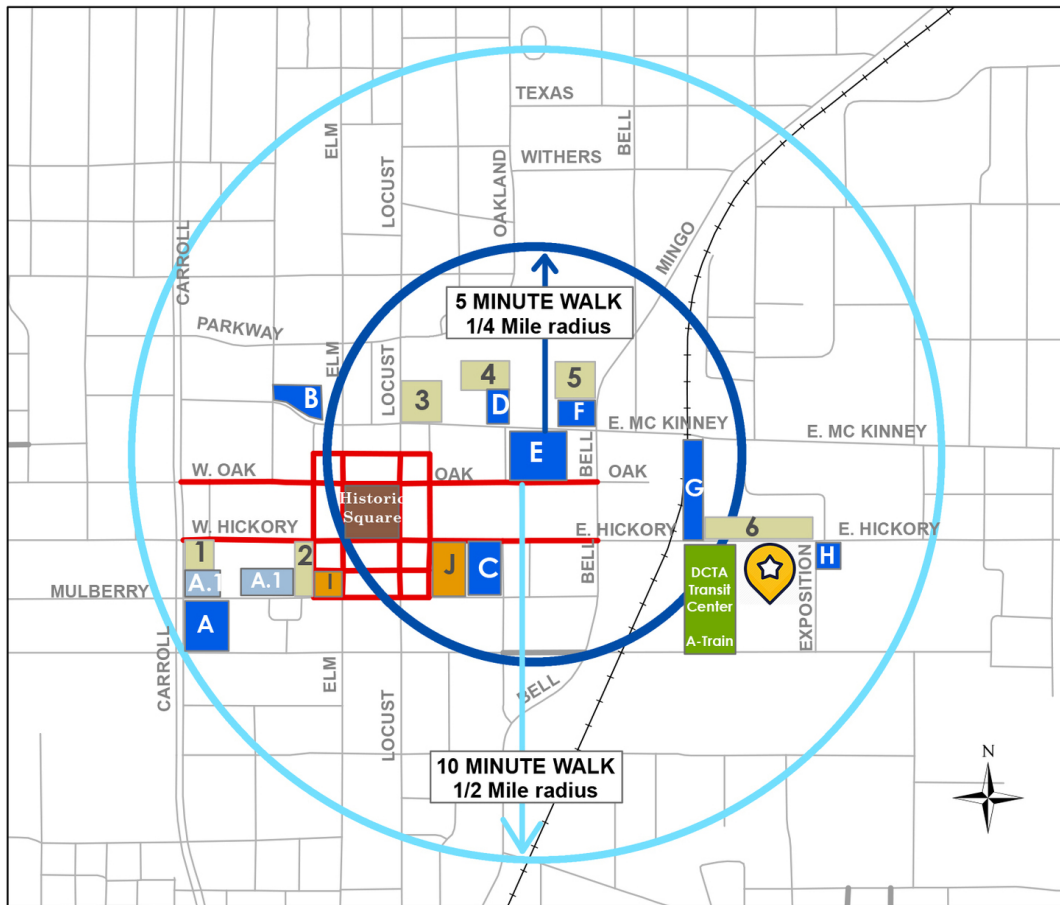 TEXAS
ELM
BELL
WITHERS
LOCUST
OAKLAND
CARROLL
MINGO
5 MINUTE WALK
1/4 Mile radius
PARKWAY
ELM
LOCUST
4
5
3
B
D
F
E. MC KINNEY
E. MC KINNEY
E
W. OAK
OAK
BELL
OAK
G
Historic
Square
W. HICKORY
E. HICKORY
6
E. HICKORY
1
2
J
C
BELL
H
A.1
A.1
I
MULBERRY
DCTA
Transit
Center
A-Train
EXPOSITION
A
CARROLL
ELM
LOCUST
BELL
10 MINUTE WALK
1/2 Mile radius
N